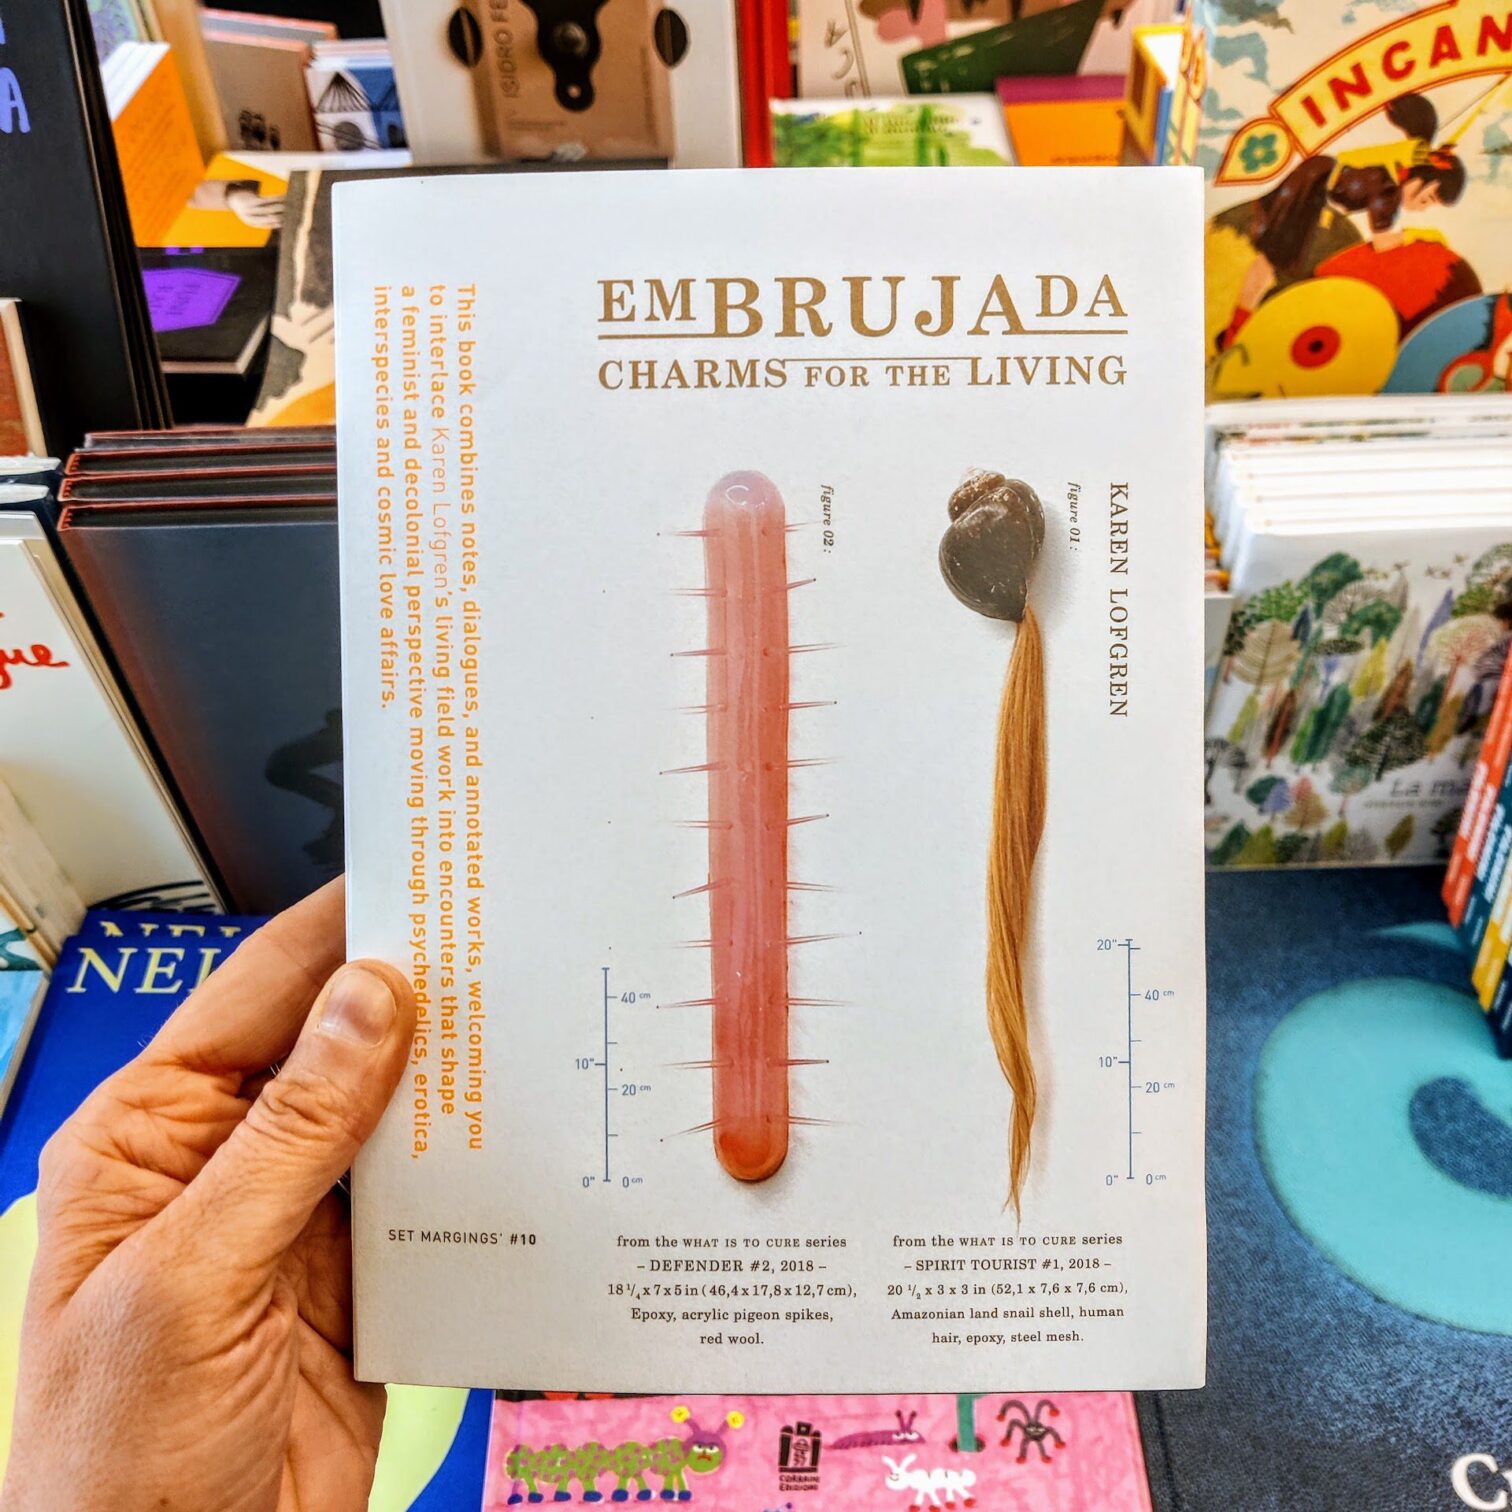 EMBRUJADA
CHARMS FOR THE LIVING
KAREN LOFGREN
figure 01:
figure 02:
This book combines notes, dialogues, and annotated works, welcoming you
to interlace Karen Lofgren's living field work into encounters that shape
a feminist and decolonial perspective moving through psychedelics, erotica,
interspecies and cosmic love affairs.
40 cm
10"
20 cm
0"
0 cm
20"
40 cm
10"
20 cm
0"
0 cm
SET MARGINGS' #10
from the WHAT IS TO CURE series
– DEFENDER #2, 2018 –
18 1/4 x 7 x 5 in (46,4 x 17,8 x 12,7 cm),
Epoxy, acrylic pigeon spikes,
red wool.
from the WHAT IS TO CURE series
– SPIRIT TOURIST #1, 2018 –
20 1/2 x 3 x 3 in (52,1 x 7,6 x 7,6 cm),
Amazonian land snail shell, human
hair, epoxy, steel mesh.
INCAN
ISIDRO FE
NEL
CORRAINI
EDIZIONI